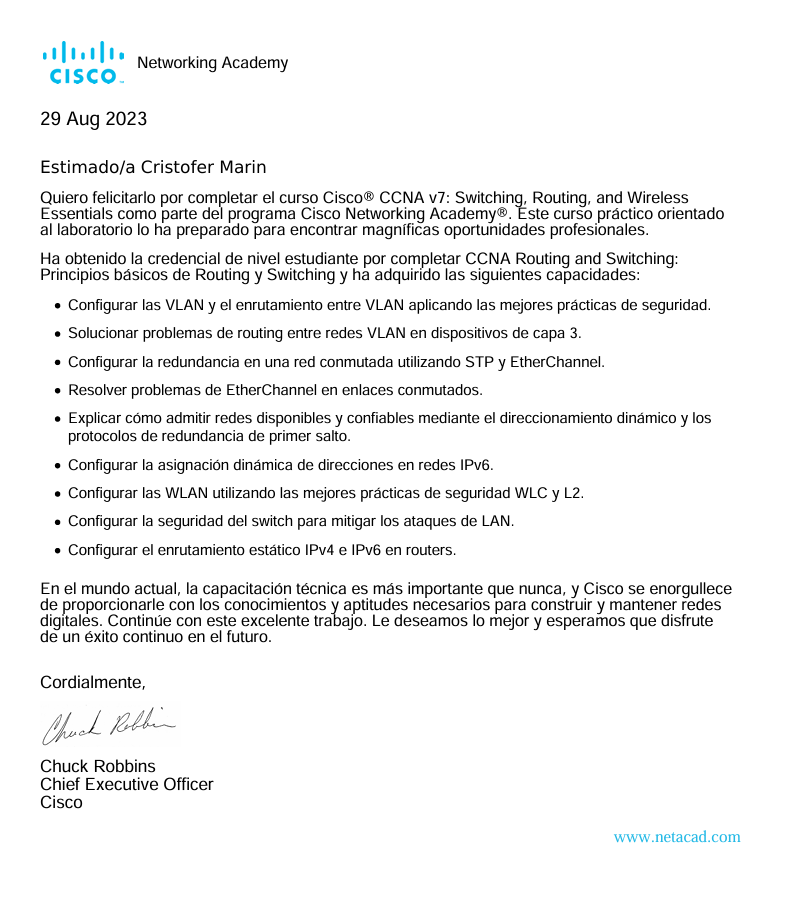 CISCO
Networking Academy
29 Aug 2023
Estimado/a Cristofer Marin
Quiero felicitarlo por completar el curso Cisco® CCNA v7: Switching, Routing, and Wireless
Essentials como parte del programa Cisco Networking Academy®. Este curso práctico orientado
al laboratorio lo ha preparado para encontrar magníficas oportunidades profesionales.
Ha obtenido la credencial de nivel estudiante por completar CCNA Routing and Switching:
Principios básicos de Routing y Switching y ha adquirido las siguientes capacidades:
• Configurar las VLAN y el enrutamiento entre VLAN aplicando las mejores prácticas de seguridad.
• Solucionar problemas de routing entre redes VLAN en dispositivos de capa 3.
• Configurar la redundancia en una red conmutada utilizando STP y EtherChannel.
• Resolver problemas de EtherChannel en enlaces conmutados.
• Explicar cómo admitir redes disponibles y confiables mediante el direccionamiento dinámico y los
protocolos de redundancia de primer salto.
• Configurar la asignación dinámica de direcciones en redes IPv6.
• Configurar las WLAN utilizando las mejores prácticas de seguridad WLC y L2.
• Configurar la seguridad del switch para mitigar los ataques de LAN.
• Configurar el enrutamiento estático IPv4 e IPv6 en routers.
En el mundo actual, la capacitación técnica es más importante que nunca, y Cisco se enorgullece
de proporcionarle con los conocimientos y aptitudes necesarios para construir y mantener redes
digitales. Continúe con este excelente trabajo. Le deseamos lo mejor y esperamos que disfrute
de un éxito continuo en el futuro.
Cordialmente,
Chuck Robbins
Chuck Robbins
Chief Executive Officer
Cisco
www.netacad.com